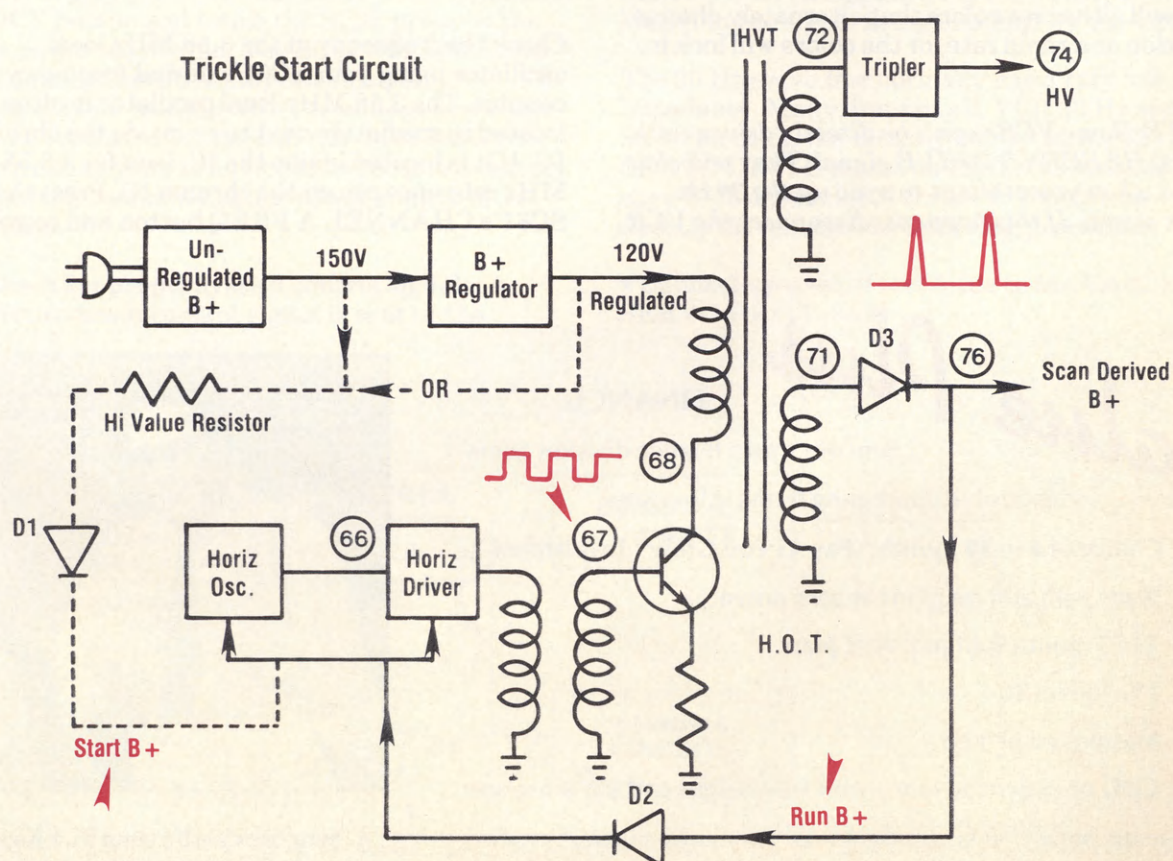 Trickle Start Circuit
IHVT
72
Tripler
74
HV
Un-
Regulated
B+
150V
B+
Regulator
120V
Regulated
71
D3
76
Scan Derived
B+
OR
Hi Value Resistor
68
D1
Horiz
Osc.
66
Horiz
Driver
67
H.O.T.
Start B+
D2
Run B+